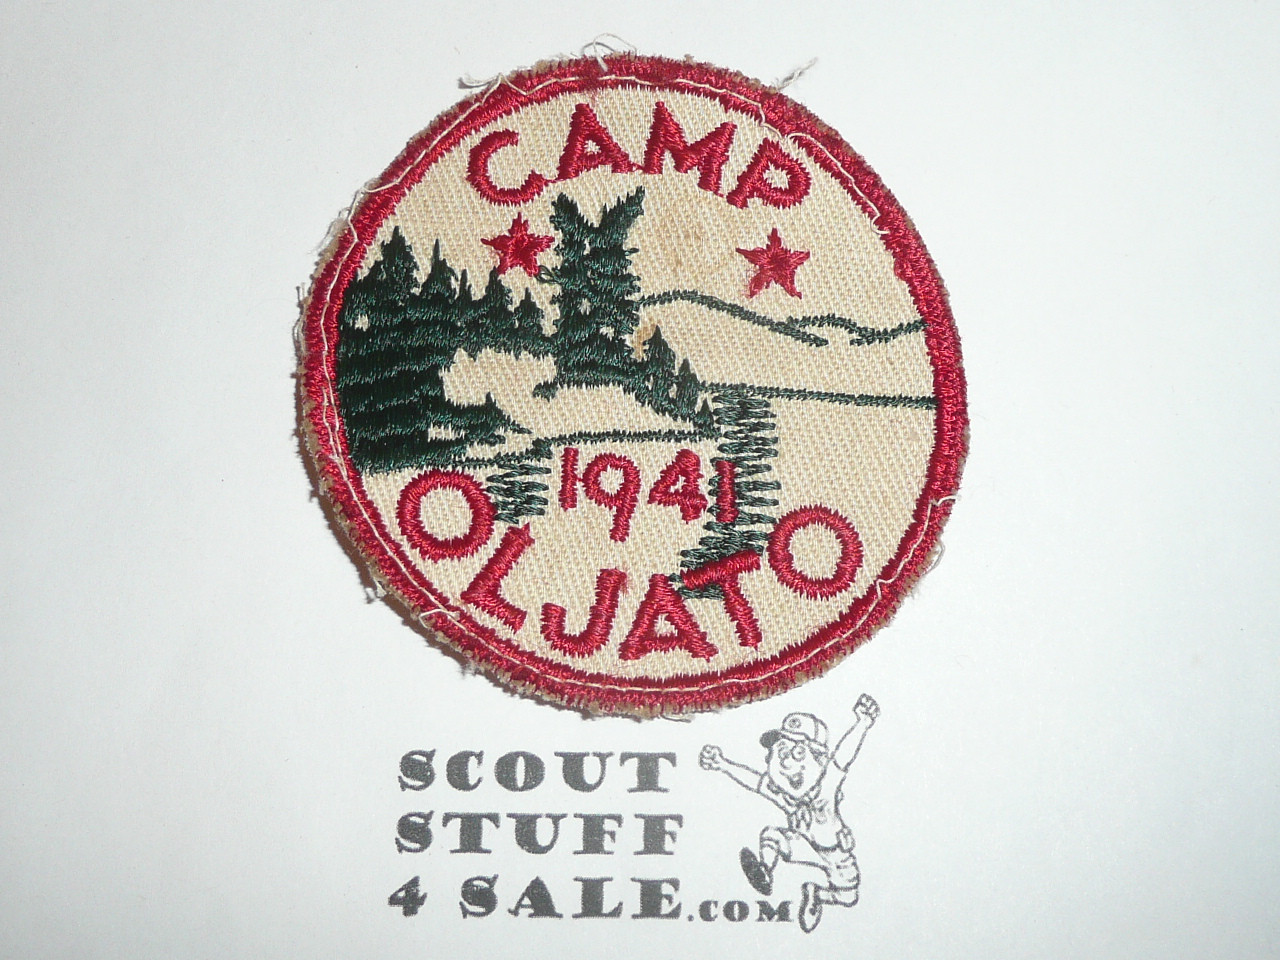 CAMP
1941
OLJATO
SCOUT
STUFF
4 SALE.COM